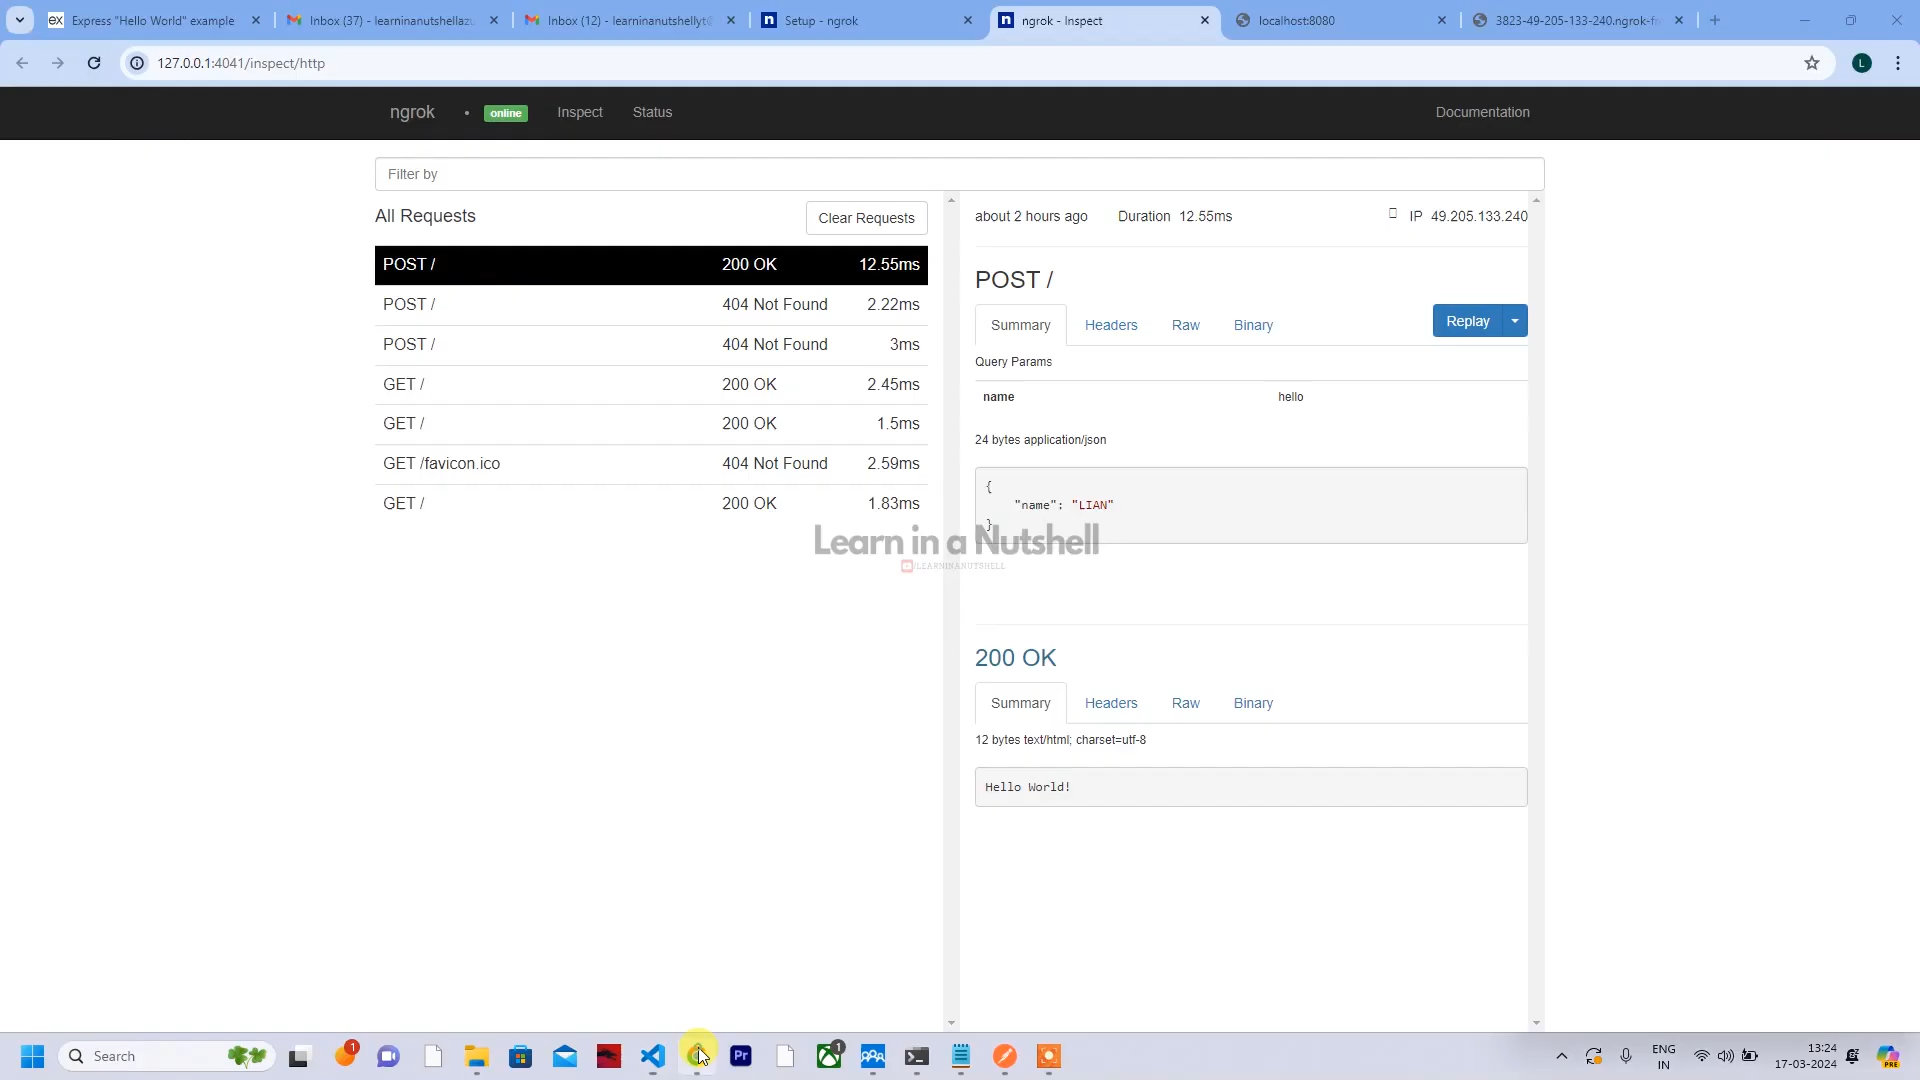 ex Express "Hello World" example
Inbox (37) - learninanutshellazu
Inbox (12) - learninanutshellyt@
n Setup - ngrok
n ngrok - Inspect
localhost:8080
3823-49-205-133-240.ngrok-fr
127.0.0.1:4041/inspect/http
L
ngrok
online
Inspect
Status
Documentation
Filter by
All Requests
Clear Requests
POST / 200 OK 12.55ms
POST / 404 Not Found 2.22ms
POST / 404 Not Found 3ms
GET / 200 OK 2.45ms
GET / 200 OK 1.5ms
GET /favicon.ico 404 Not Found 2.59ms
GET / 200 OK 1.83ms
about 2 hours ago Duration 12.55ms IP 49.205.133.240
POST /
Summary Headers Raw Binary
Replay
Query Params
name hello
24 bytes application/json
{
"name": "LIAN"
}
Learn in a Nutshell
/LEARNINANUTSHELL
200 OK
Summary Headers Raw Binary
12 bytes text/html; charset=utf-8
Hello World!
Search
1
Pr
1
ENG
IN
13:24
17-03-2024
PRE